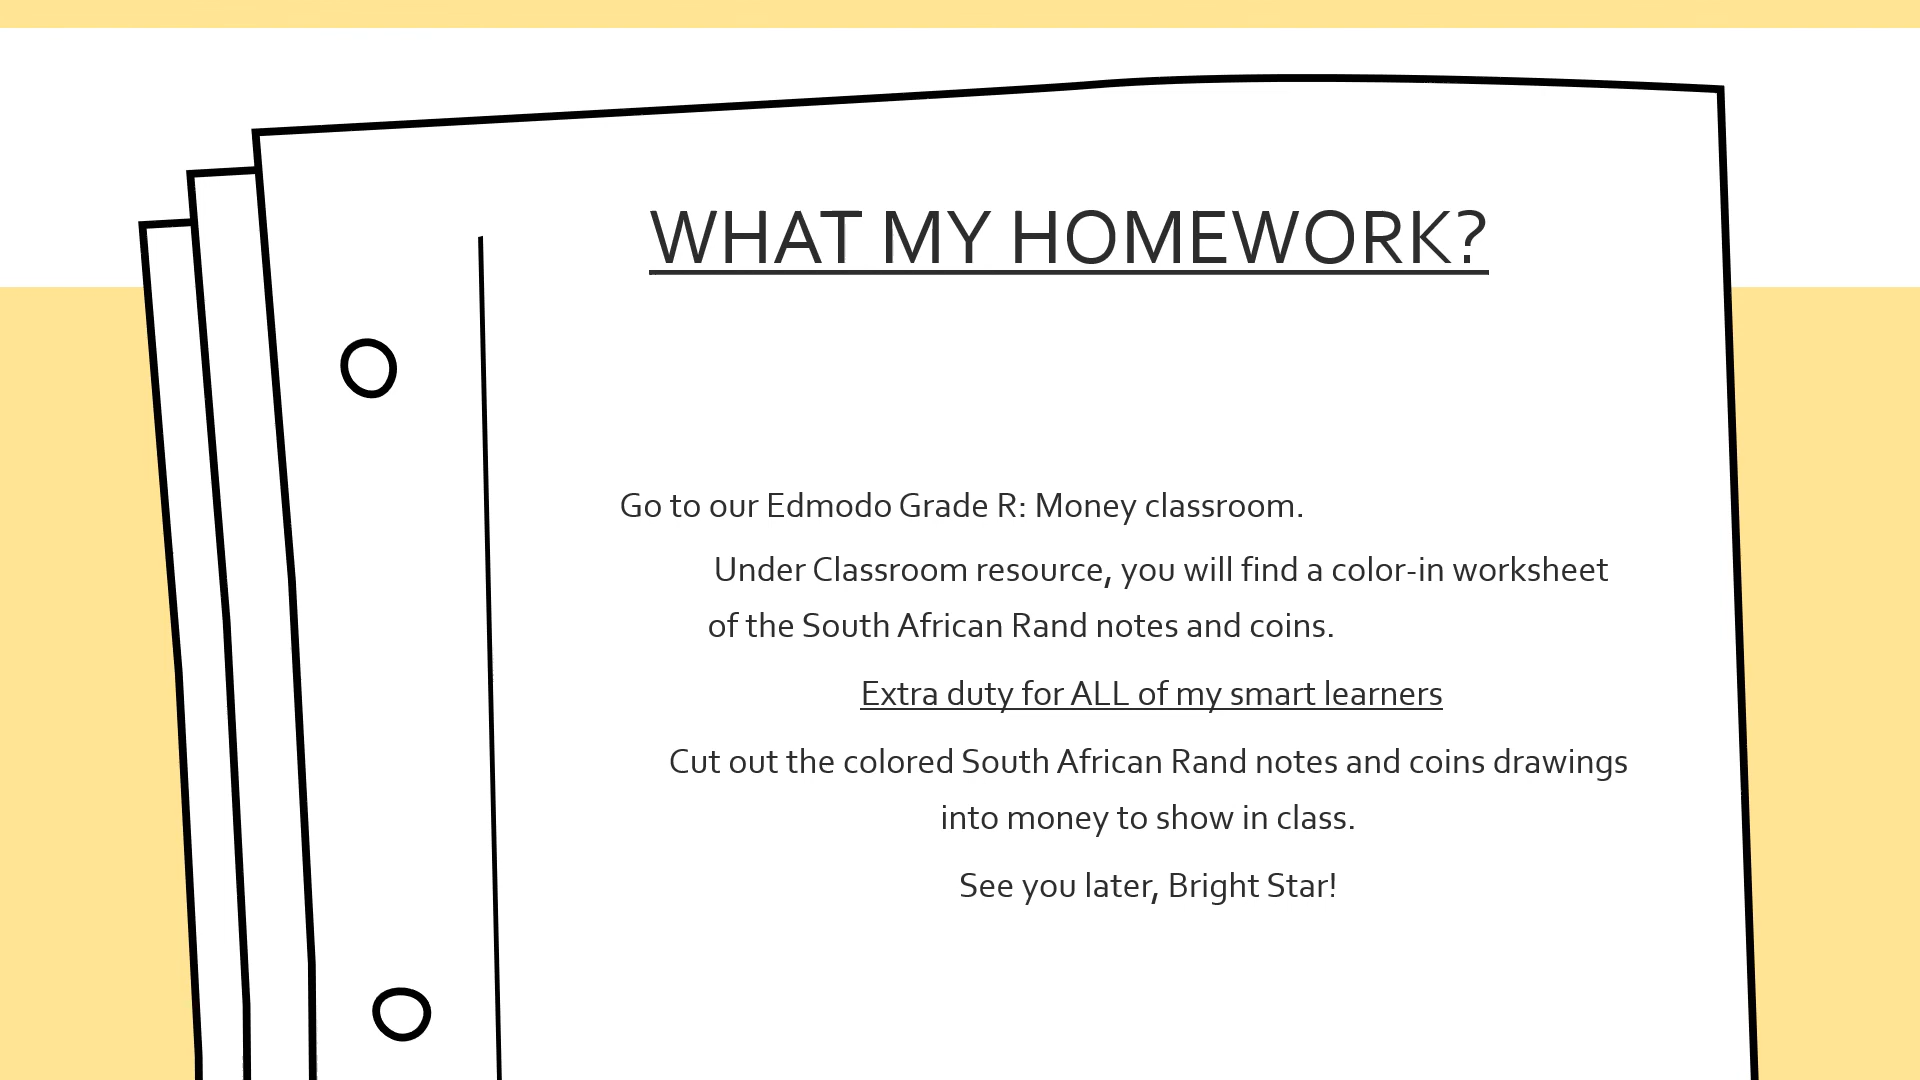 WHAT MY HOMEWORK?
Go to our Edmodo Grade R: Money classroom.
Under Classroom resource, you will find a color-in worksheet
of the South African Rand notes and coins.
Extra duty for ALL of my smart learners
Cut out the colored South African Rand notes and coins drawings
into money to show in class.
See you later, Bright Star!